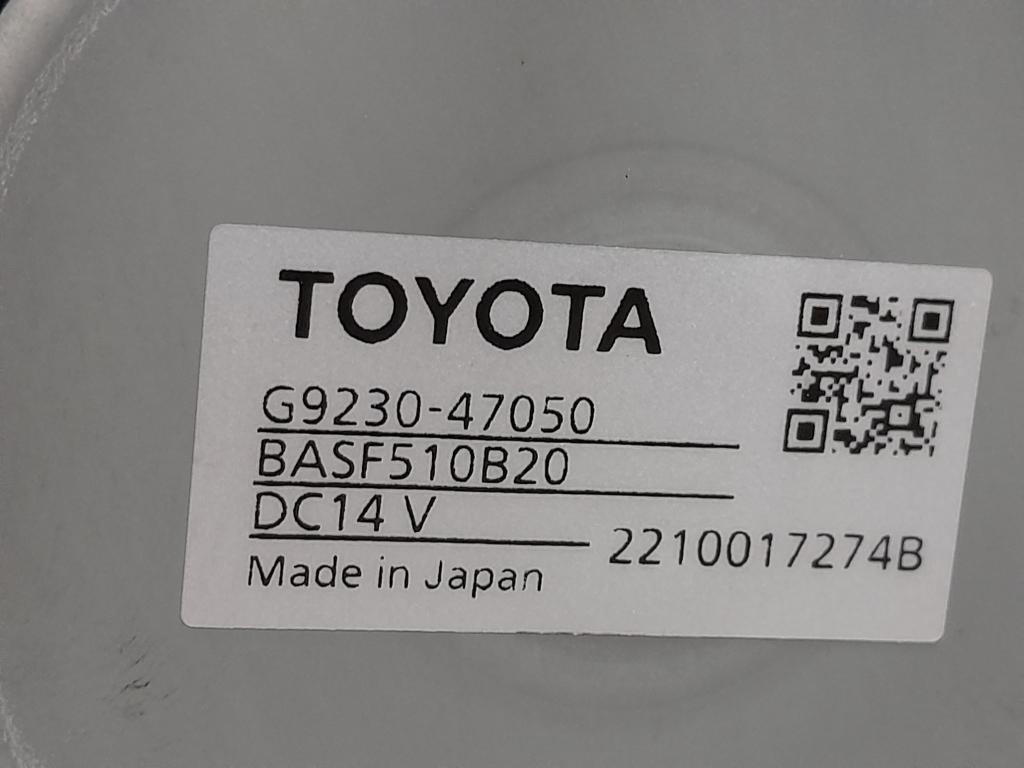 TOYOTA
G9230-47050
BASF510B20
DC14 V
2210017274B
Made in Japan